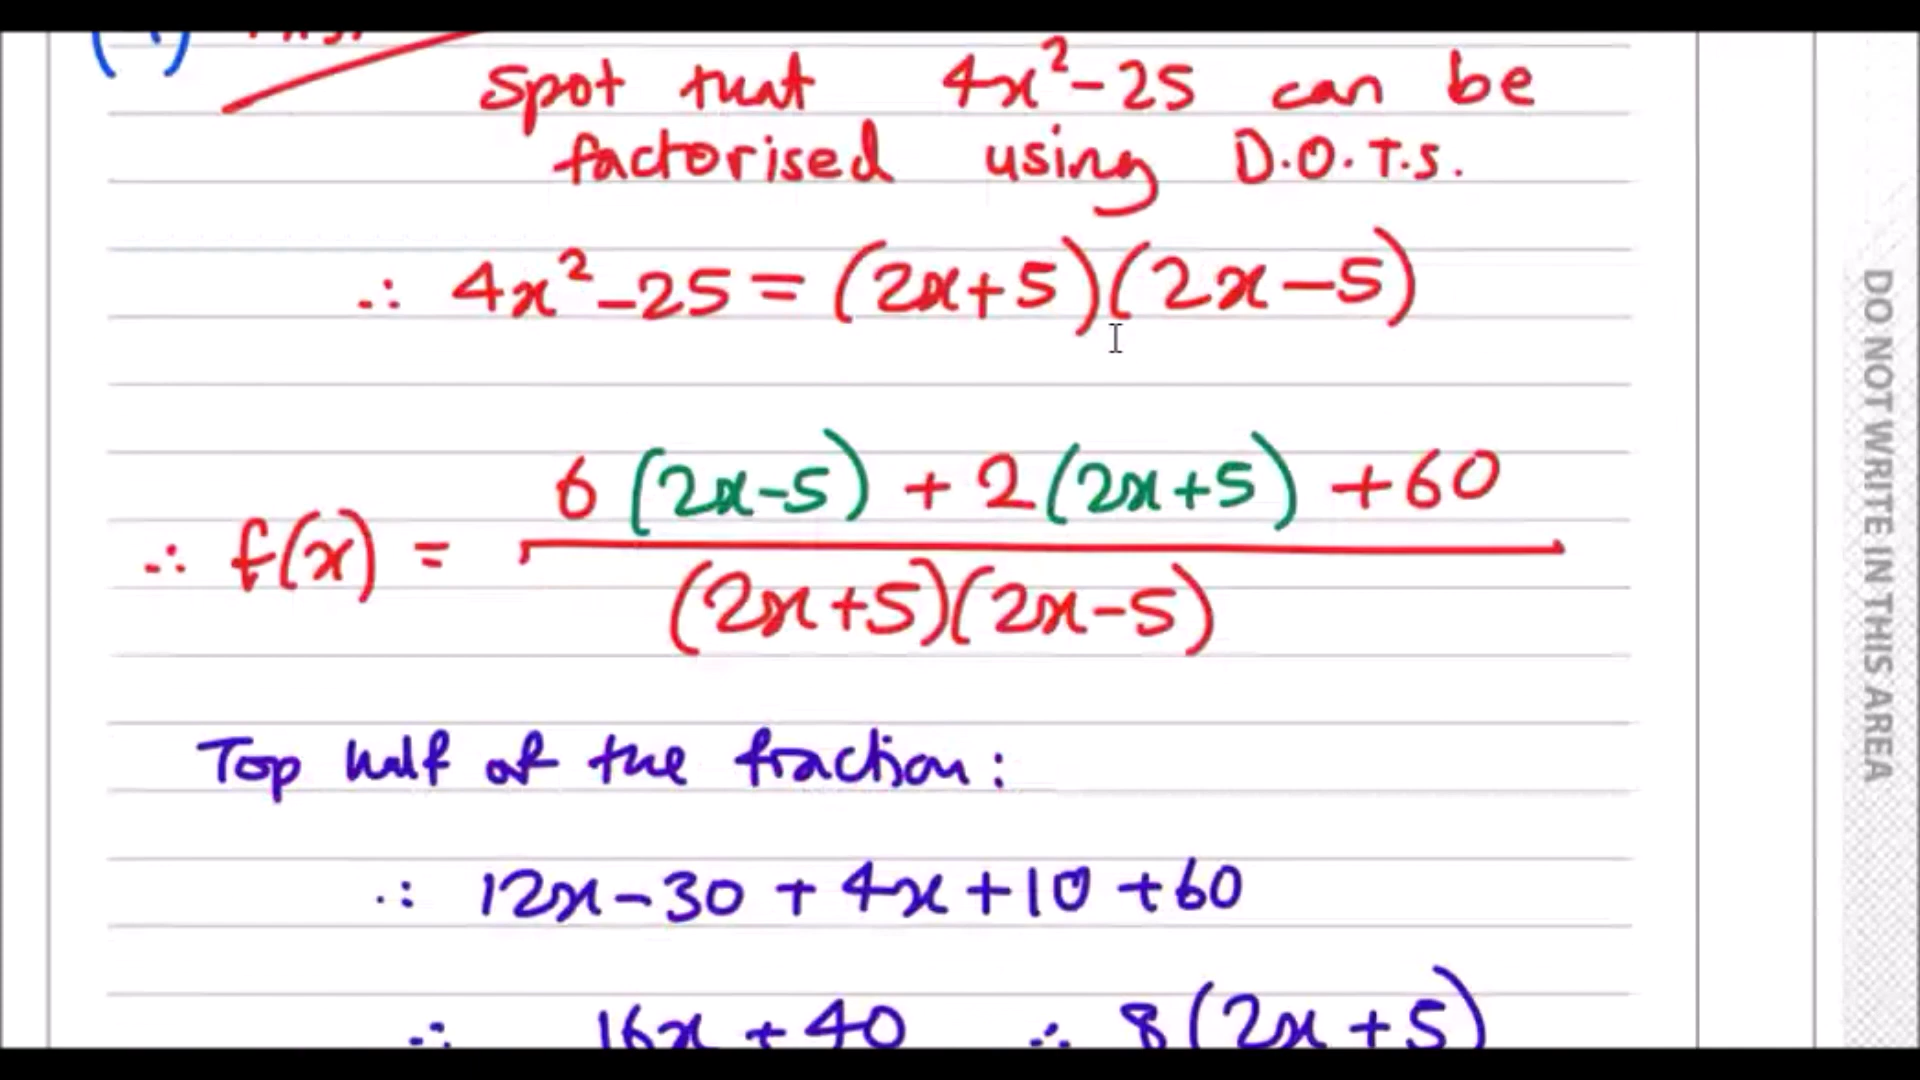 spot that 4x²-25 can be
factorised using D.O.T.S.
∴ 4x²-25 = (2x+5)(2x-5)
∴ f(x) = 6(2x-5) + 2(2x+5) + 60
(2x+5)(2x-5)
Top half of the fraction:
∴ 12x-30 + 4x+10 +60
∴ 16x + 40 ∴ 8(2x+5)
DO NOT WRITE IN THIS AREA